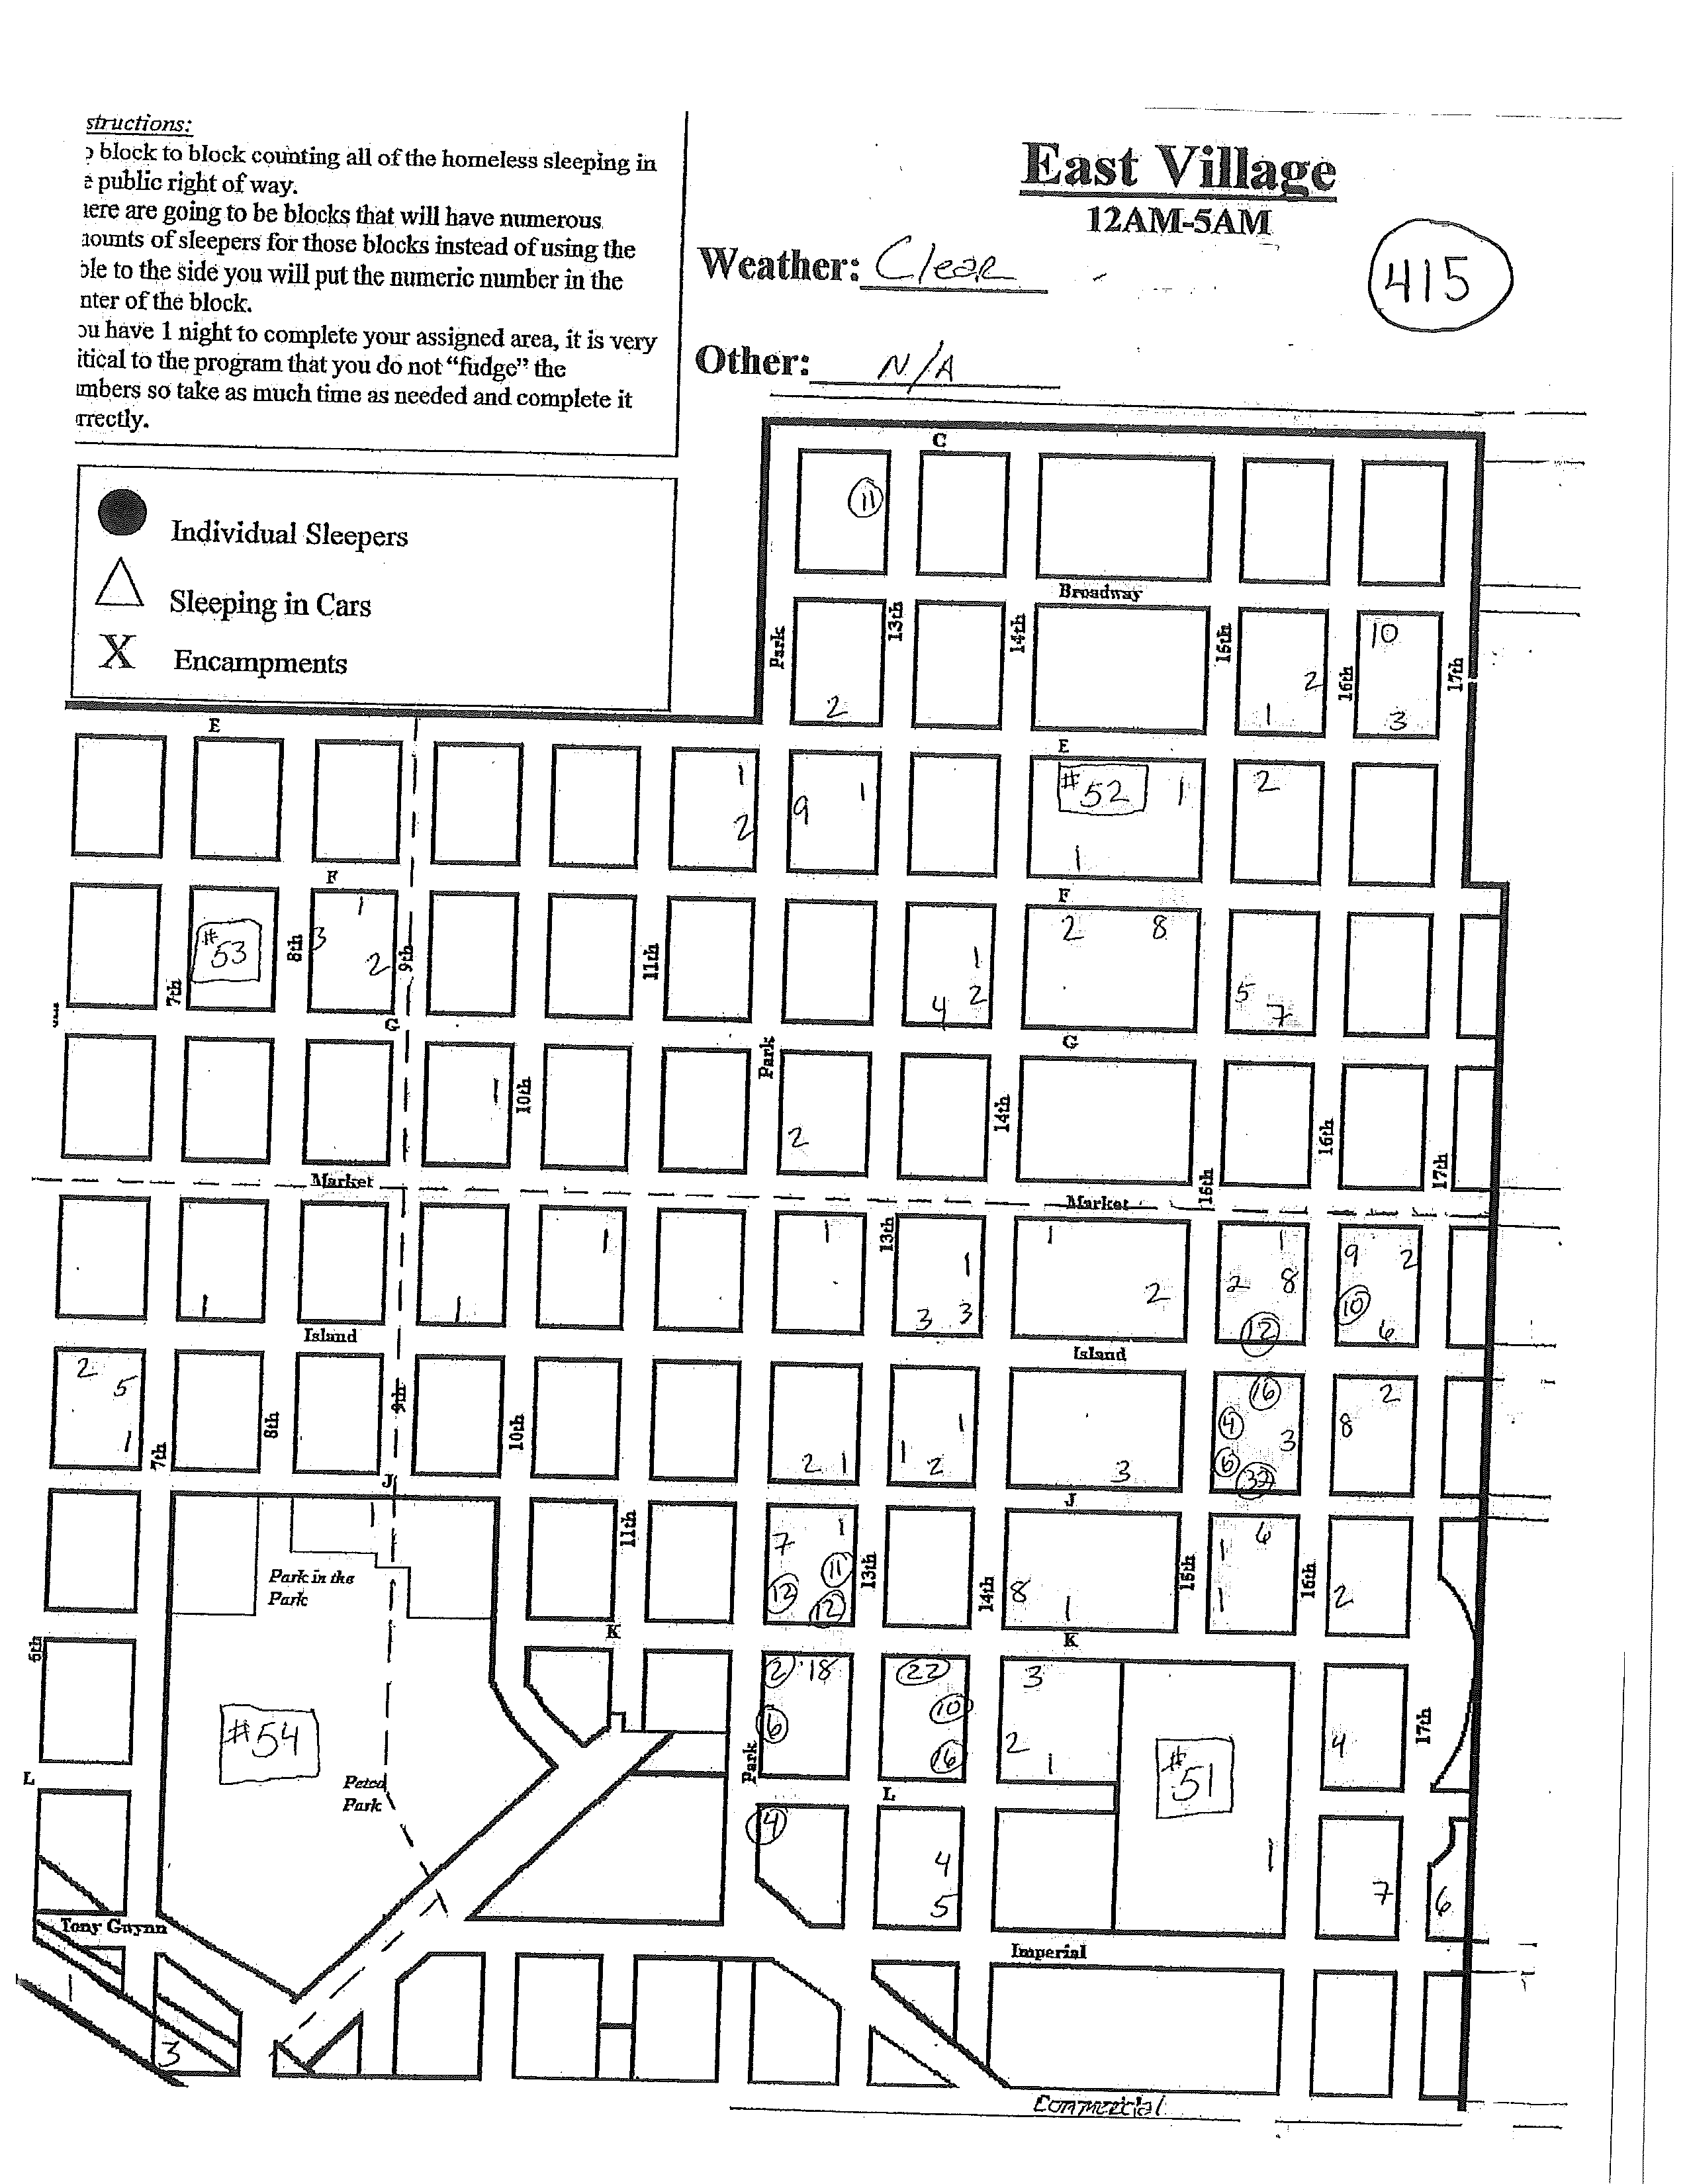 structions:
o block to block counting all of the homeless sleeping in
e public right of way.
here are going to be blocks that will have numerous
nounts of sleepers for those blocks instead of using the
ble to the side you will put the numeric number in the
nter of the block.
ou have 1 night to complete your assigned area, it is very
itical to the program that you do not “fudge” the
umbers so take as much time as needed and complete it
orrectly.
East Village
12AM-5AM
Weather: Clear
415
Other: N/A
Individual Sleepers
Sleeping in Cars
X Encampments
C
11
Broadway
Park 13th 14th 15th 16th 17th
10
2
2 1 3
E E
1 9 1 #52 1 2
2 1
F F
1 2 8
#53 3 2 1
4 2 5 7
7th 8th 9th 11th
G G
Park
1 10th 14th 16th
2 17th
15th
Market Market
1 1 13th 1 1 9 2
1 2 8 10
1 1 3 3 2 12 6
Island Island
2 5 16 2
1 1 4 3 8
7th 8th 9th 10th 2 1 1 2 3 6 32
J J
1 11th 7 1 1 6
Park in the 11 13th 14th 8 15th 16th
Park 12 12 1 1 2
K K
6th 2 18 22 3
6 10
#54 Park 16 2 1 #51 4 17th
L L
Petco
Park
14 4 1
5 7 6
Tony Gwynn
Imperial
1
3
Commercial